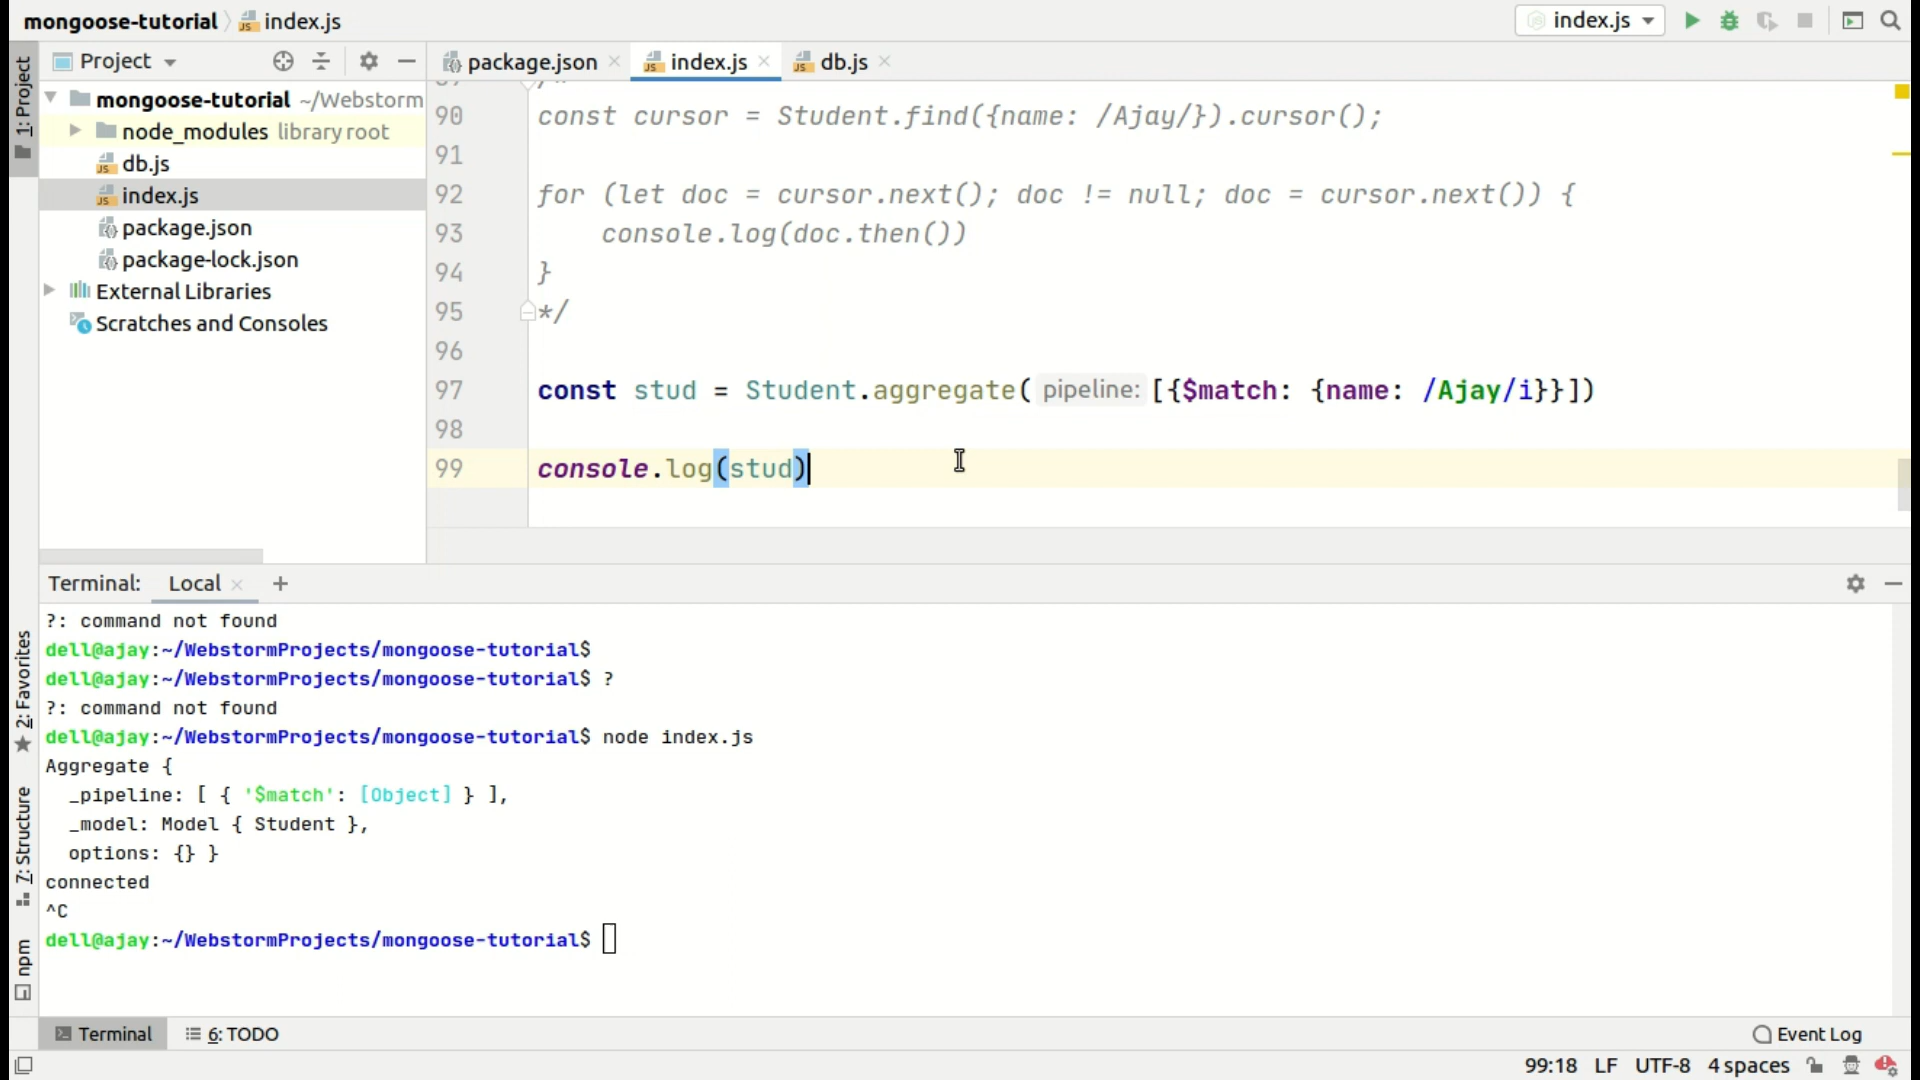 mongoose-tutorial index.js
index.js
1: Project
Project
package.json
index.js
db.js
mongoose-tutorial ~/Webstorm
node_modules library root
db.js
index.js
package.json
package-lock.json
External Libraries
Scratches and Consoles
90 const cursor = Student.find({name: /Ajay/}).cursor();
91
92 for (let doc = cursor.next(); doc != null; doc = cursor.next()) {
93 console.log(doc.then())
94 }
95 */
96
97 const stud = Student.aggregate( pipeline: [{$match: {name: /Ajay/i}}])
98
99 console.log(stud)
Terminal: Local +
2: Favorites
7: Structure
npm
?: command not found
dell@ajay:~/WebstormProjects/mongoose-tutorial$
dell@ajay:~/WebstormProjects/mongoose-tutorial$ ?
?: command not found
dell@ajay:~/WebstormProjects/mongoose-tutorial$ node index.js
Aggregate {
_pipeline: [ { '$match': [Object] } ],
_model: Model { Student },
options: {} }
connected
^C
dell@ajay:~/WebstormProjects/mongoose-tutorial$
Terminal 6: TODO
Event Log
99:18 LF UTF-8 4 spaces